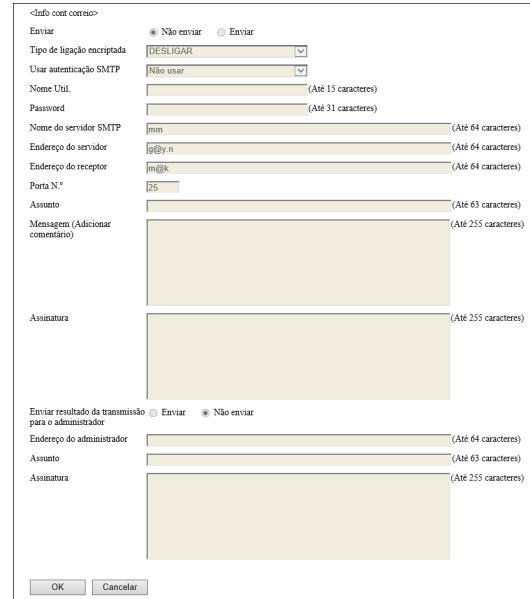 <Info cont correio>
Enviar Não enviar Enviar
Tipo de ligação encriptada DESLIGAR
Usar autenticação SMTP Não usar
Nome Util. (Até 15 caracteres)
Password (Até 31 caracteres)
Nome do servidor SMTP mm (Até 64 caracteres)
Endereço do servidor g@y.n (Até 64 caracteres)
Endereço do receptor m@k (Até 64 caracteres)
Porta N.º 25
Assunto (Até 63 caracteres)
Mensagem (Adicionar (Até 255 caracteres)
comentário)
Assinatura (Até 255 caracteres)
Enviar resultado da transmissão Enviar Não enviar
para o administrador
Endereço do administrador (Até 64 caracteres)
Assunto (Até 63 caracteres)
Assinatura (Até 255 caracteres)
OK Cancelar